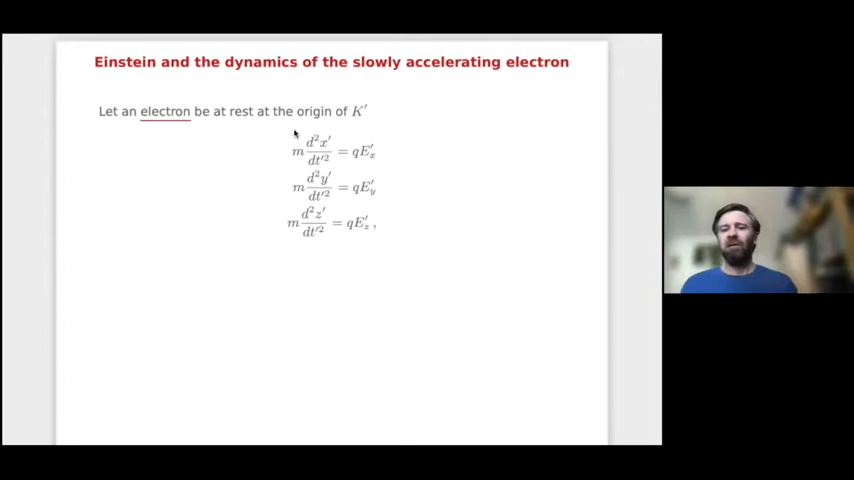 Einstein and the dynamics of the slowly accelerating electron
Let an electron be at rest at the origin of K′
m d²x′/dt′² = qE′ₓ
m d²y′/dt′² = qE′_y
m d²z′/dt′² = qE′_z ,